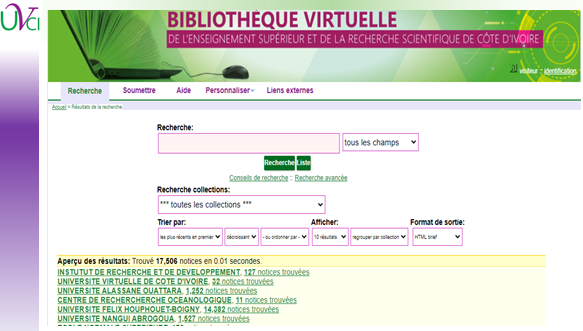 UVCI
BIBLIOTHÈQUE VIRTUELLE
DE L'ENSEIGNEMENT SUPÉRIEUR ET DE LA RECHERCHE SCIENTIFIQUE DE CÔTE D'IVOIRE
visiteur :: identification
Recherche Soumettre Aide Personnaliser Liens externes
Accueil > Résultats de la recherche
Recherche:
tous les champs
Recherche Liste
Conseils de recherche :: Recherche avancée
Recherche collections:
*** toutes les collections ***
Trier par: Afficher: Format de sortie:
les plus récents en premier décroissant - ou ordonner par - 10 résultats regrouper par collection HTML brief
Aperçu des résultats: Trouvé 17,506 notices en 0.01 secondes.
INSTUTUT DE RECHERCHE ET DE DEVELOPPEMENT, 127 notices trouvées
UNIVERSITE VIRTUELLE DE COTE D'IVOIRE, 32 notices trouvées
UNIVERSITE ALASSANE OUATTARA, 1,252 notices trouvées
CENTRE DE RECHERCHERCHE OCEANOLOGIQUE, 11 notices trouvées
UNIVERSITE FELIX HOUPHOUET-BOIGNY, 14,382 notices trouvées
UNIVERSITE NANGUI ABROGOUA, 1,527 notices trouvées